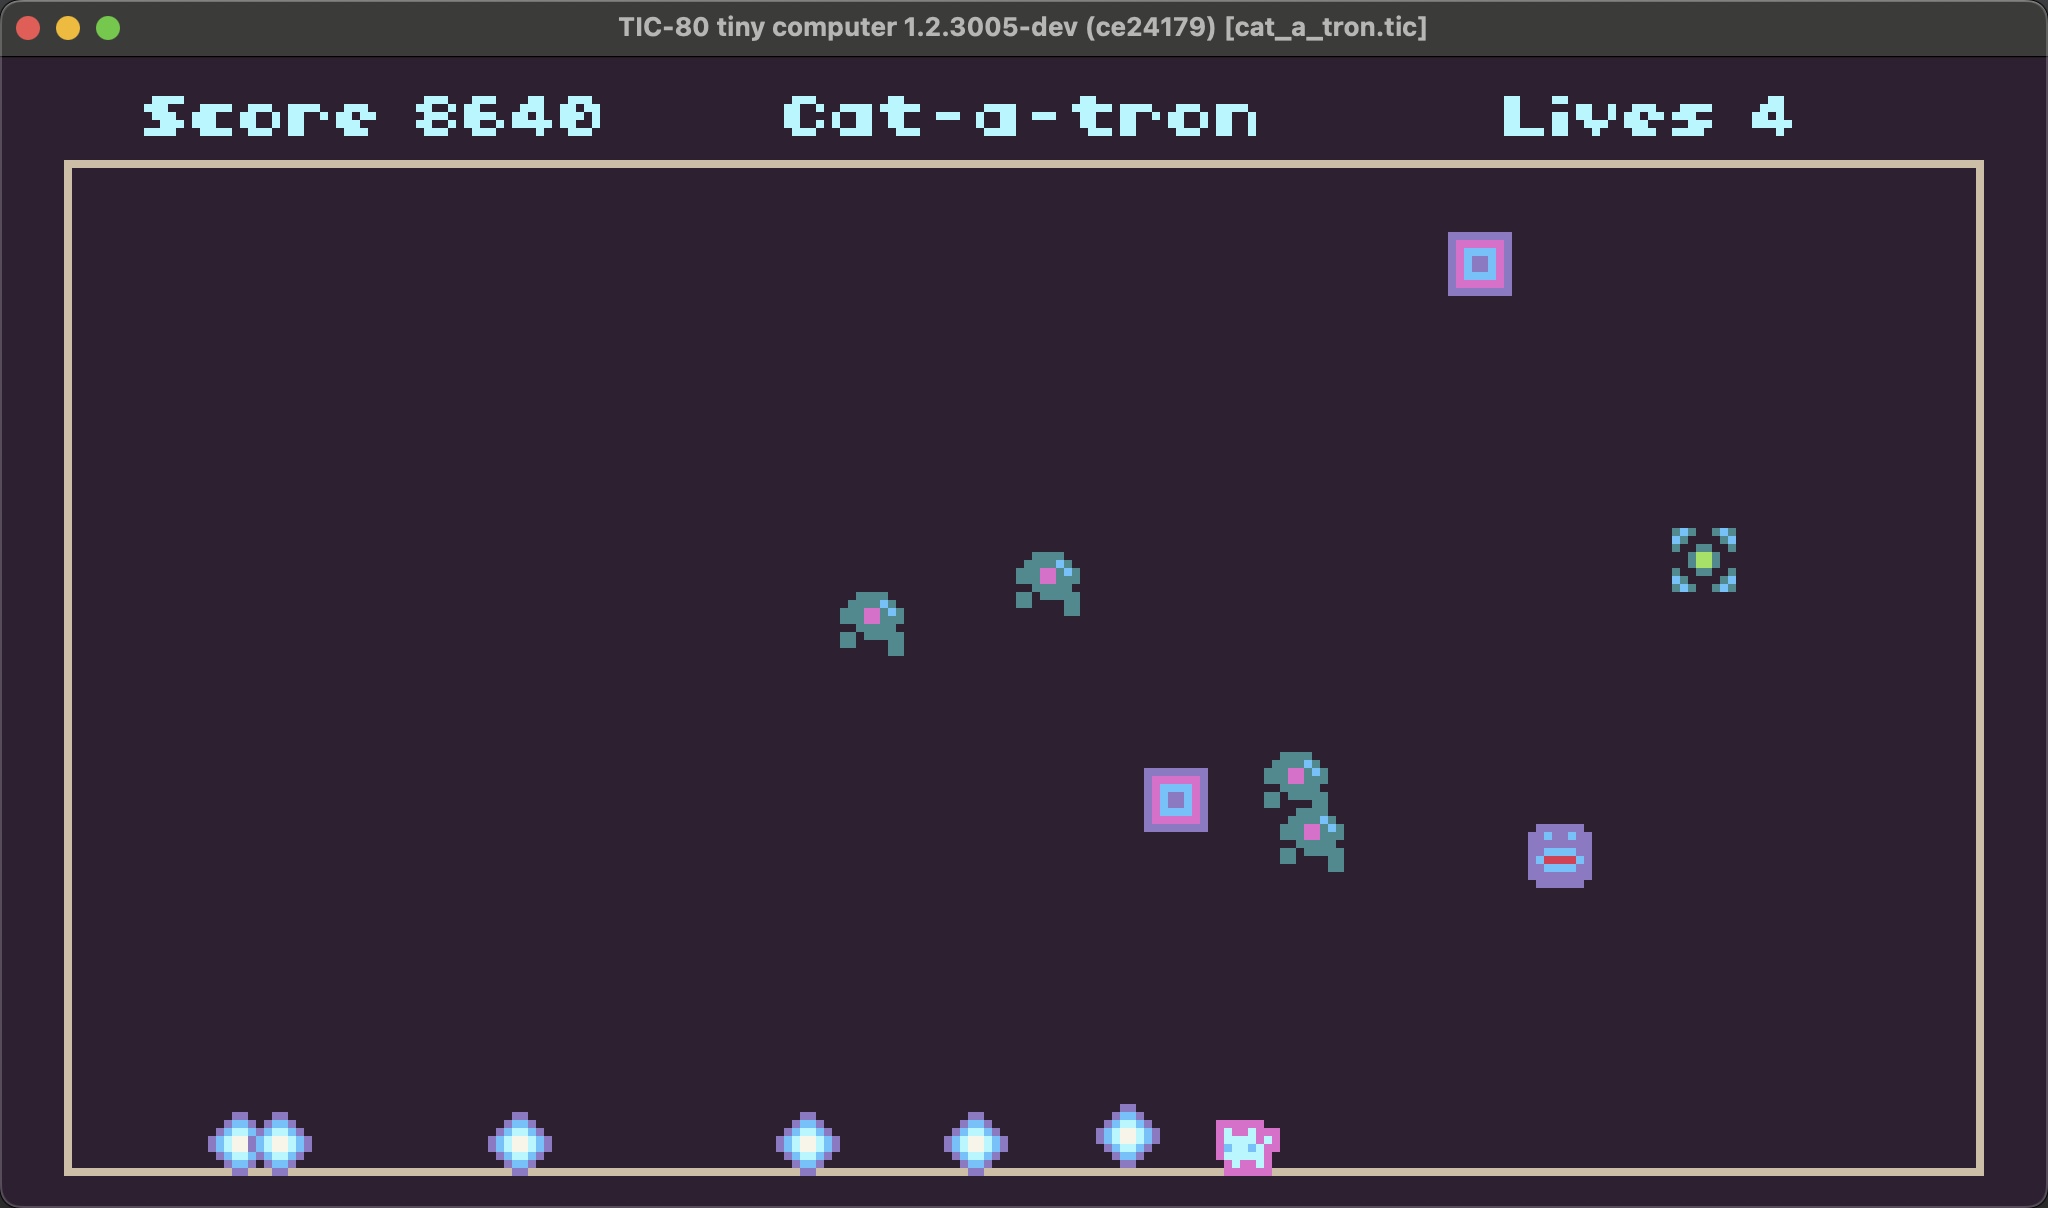 TIC-80 tiny computer 1.2.3005-dev (ce24179) [cat_a_tron.tic]
Score 8640 Cat-a-tron Lives 4